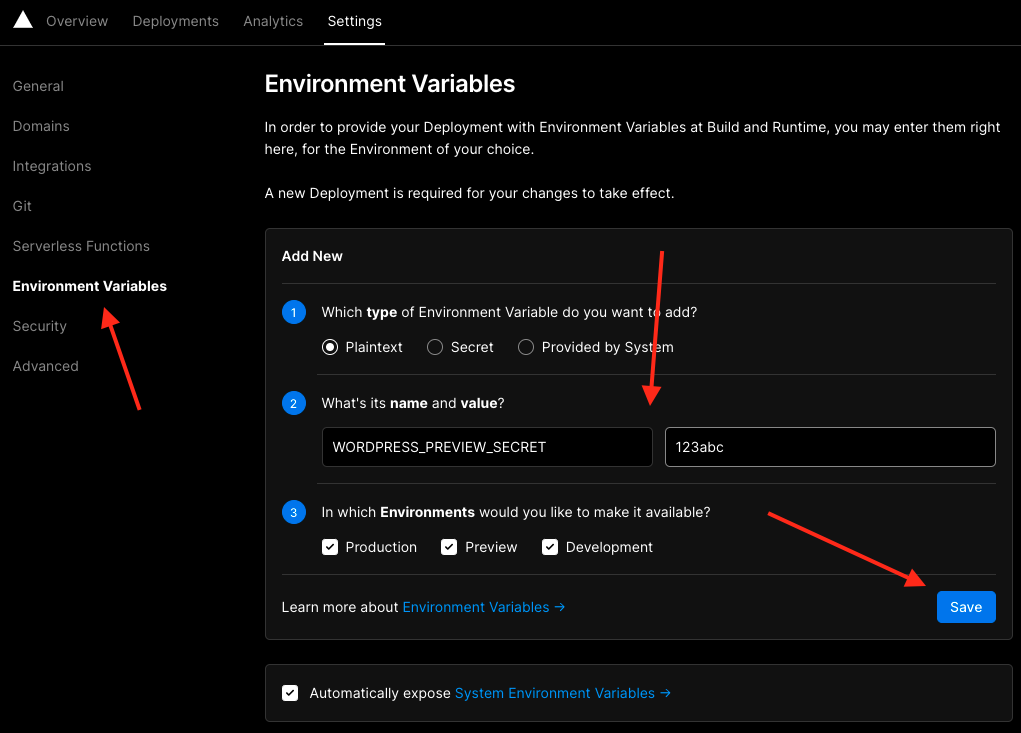 Overview Deployments Analytics Settings
General
Domains
Integrations
Git
Serverless Functions
Environment Variables
Security
Advanced
Environment Variables
In order to provide your Deployment with Environment Variables at Build and Runtime, you may enter them right
here, for the Environment of your choice.
A new Deployment is required for your changes to take effect.
Add New
1 Which type of Environment Variable do you want to add?
Plaintext Secret Provided by System
2 What's its name and value?
WORDPRESS_PREVIEW_SECRET 123abc
3 In which Environments would you like to make it available?
Production Preview Development
Learn more about Environment Variables → Save
Automatically expose System Environment Variables →